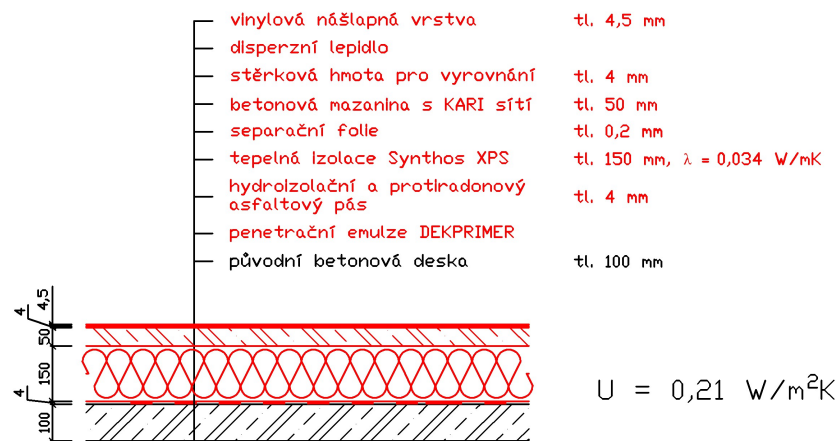 vinylová nášlapná vrstva tl. 4,5 mm
disperzní lepidlo
stěrková hmota pro vyrovnání tl. 4 mm
betonová mazanina s KARI sítí tl. 50 mm
separační folie tl. 0,2 mm
tepelná izolace Synthos XPS tl. 150 mm, λ = 0,034 W/mK
hydroizolační a protiradonový
asfaltový pás tl. 4 mm
penetrační emulze DEKPRIMER
původní betonová deska tl. 100 mm
4
4,5
50
150
4
100
U = 0,21 W/m²K